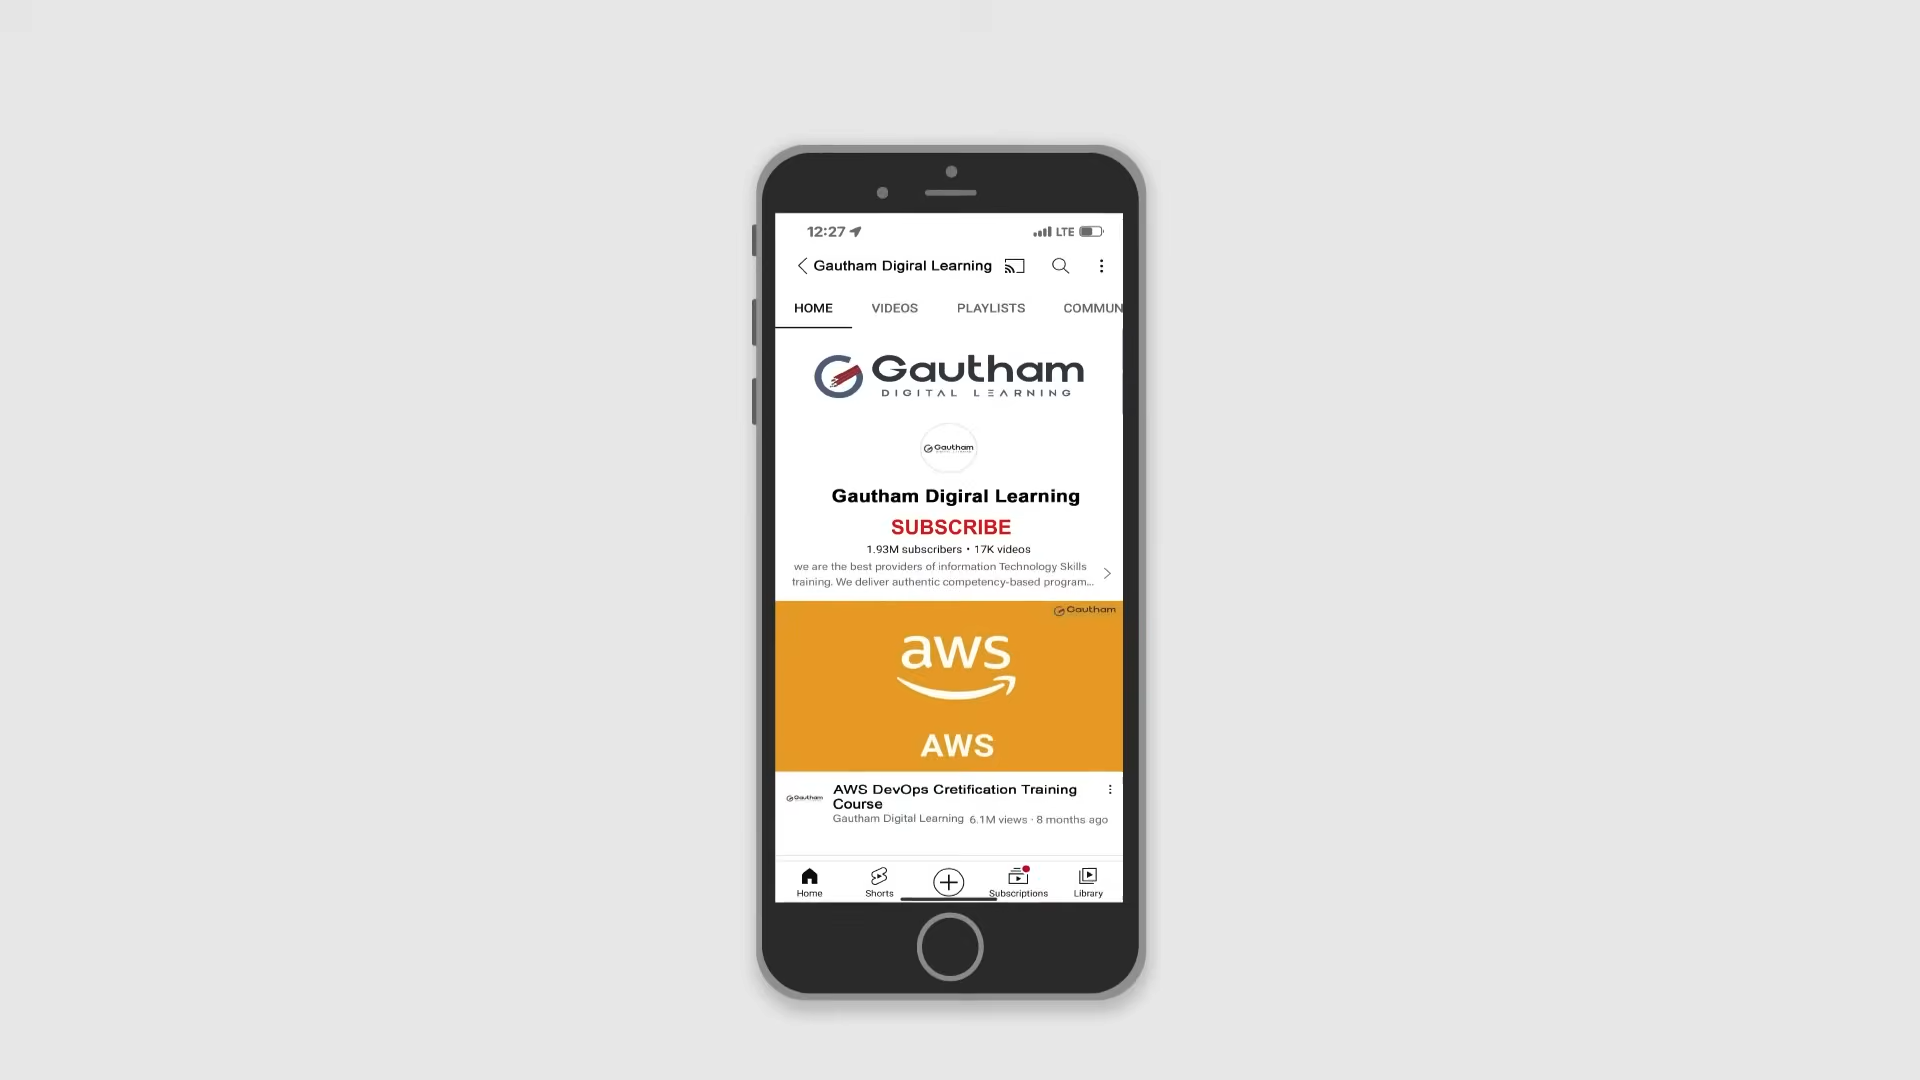 12:27 LTE
Gautham Digiral Learning
HOME VIDEOS PLAYLISTS COMMUN
Gautham
DIGITAL LEARNING
Gautham
Gautham Digiral Learning
SUBSCRIBE
1.93M subscribers • 17K videos
we are the best providers of information Technology Skills
training. We deliver authentic competency-based program...
Gautham
aws
AWS
Gautham
AWS DevOps Cretification Training
Course
Gautham Digital Learning 6.1M views · 8 months ago
Home Shorts Subscriptions Library